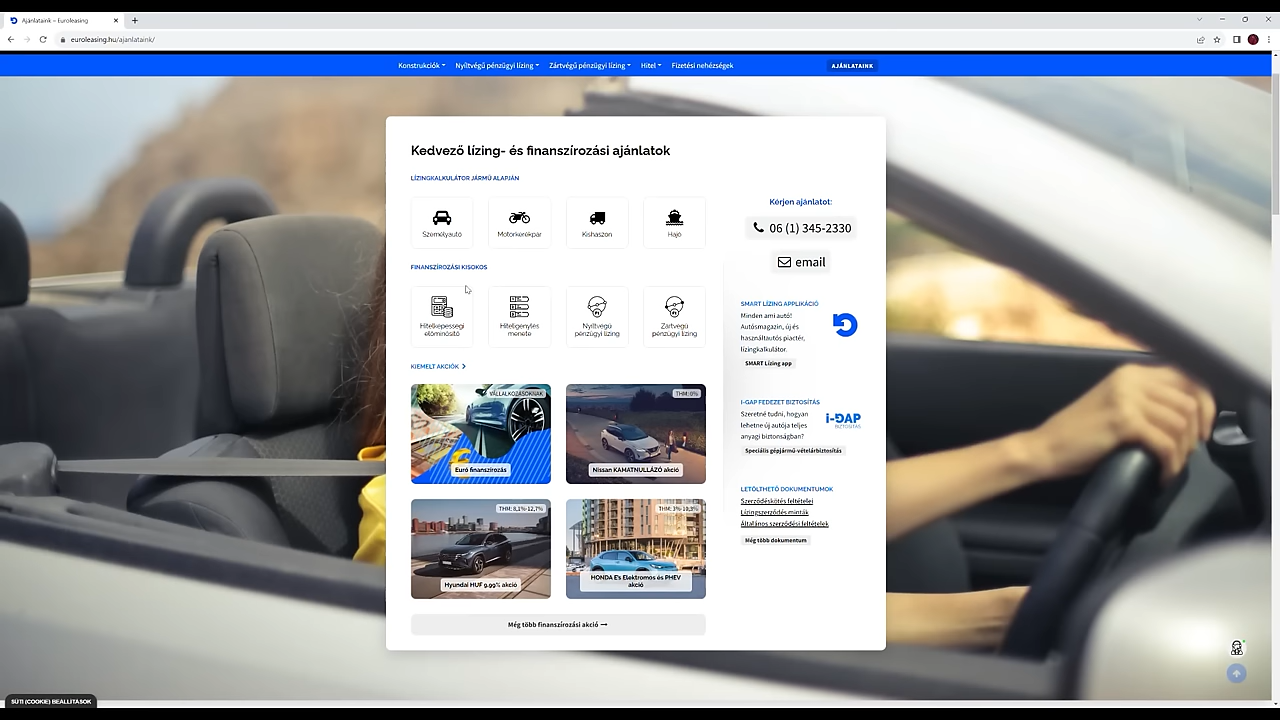 Ajánlataink – Euroleasing
euroleasing.hu/ajanlataink/
Konstrukciók
Nyíltvégű pénzügyi lízing
Zártvégű pénzügyi lízing
Hitel
Fizetési nehézségek
AJÁNLATAINK
Kedvező lízing- és finanszírozási ajánlatok
LÍZINGKALKULÁTOR JÁRMŰ ALAPJÁN
Személyautó
Motorkerékpár
Kishaszon
Hajó
FINANSZÍROZÁSI KISOKOS
Hitelképességi
előminősítő
Hiteligénylés
menete
Nyíltvégű
pénzügyi lízing
Zártvégű
pénzügyi lízing
KIEMELT AKCIÓK
VÁLLALKOZÁSOKNAK
Euró finanszírozás
THM: 0%
Nissan KAMATNULLÁZÓ akció
THM: 8,1%-12,7%
Hyundai HUF 9,99% akció
THM: 3%-10,3%
HONDA E's Elektromos és PHEV
akció
Még több finanszírozási akció
Kérjen ajánlatot:
06 (1) 345-2330
email
SMART LÍZING APPLIKÁCIÓ
Minden ami autó!
Autósmagazin, új és
használtautós piactér,
lízingkalkulátor.
SMART Lízing app
I-GAP FEDEZET BIZTOSÍTÁS
Szeretné tudni, hogyan
lehetne új autója teljes
anyagi biztonságban?
i-GAP
BIZTOSÍTÁS
Speciális gépjármű-vételárbiztosítás
LETÖLTHETŐ DOKUMENTUMOK
Szerződéskötés feltételei
Lízingszerződés minták
Általános szerződési feltételek
Még több dokumentum
SÜTI (COOKIE) BEÁLLÍTÁSOK